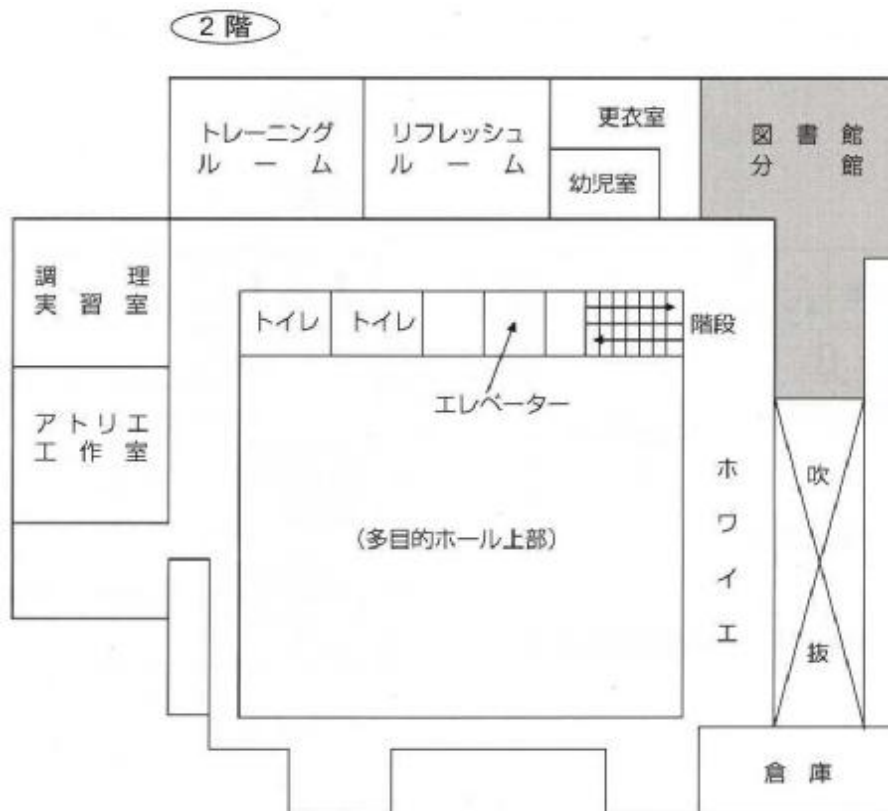 2階
トレーニング
ルーム
リフレッシュ
ルーム
更衣室
幼児室
図書館
分館
調理
実習室
トイレ
トイレ
階段
エレベーター
アトリエ
工作室
(多目的ホール上部)
ホワイエ
吹抜
倉庫